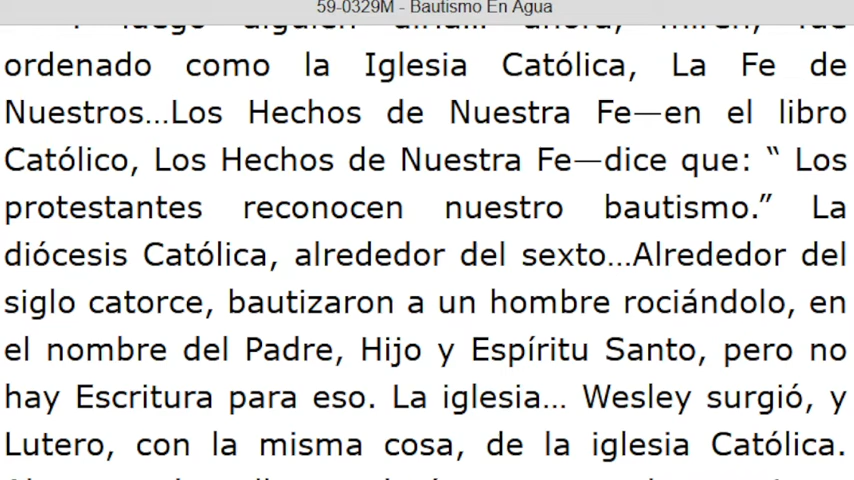 59-0329M - Bautismo En Agua
ordenado como la Iglesia Católica, La Fe de
Nuestros...Los Hechos de Nuestra Fe—en el libro
Católico, Los Hechos de Nuestra Fe—dice que: “ Los
protestantes reconocen nuestro bautismo.” La
diócesis Católica, alrededor del sexto...Alrededor del
siglo catorce, bautizaron a un hombre rociándolo, en
el nombre del Padre, Hijo y Espíritu Santo, pero no
hay Escritura para eso. La iglesia... Wesley surgió, y
Lutero, con la misma cosa, de la iglesia Católica.